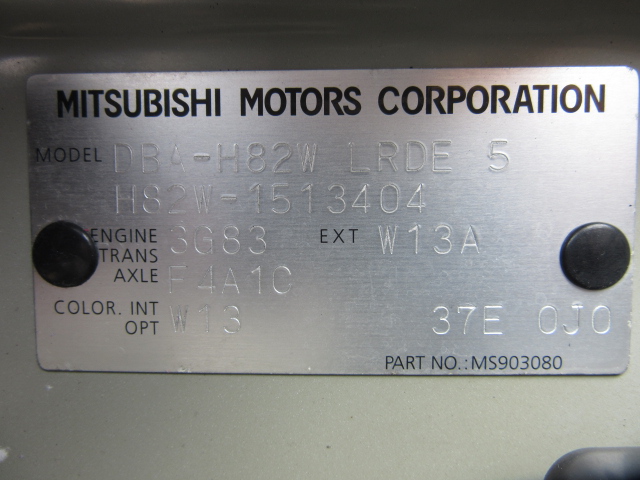 MITSUBISHI MOTORS CORPORATION
MODEL DBA-H82W LRDE 5
H82W-1513404
ENGINE 3G83 EXT W13A
TRANS
AXLE F4A1C
COLOR. INT W13 37E 0J0
OPT
PART NO.:MS903080